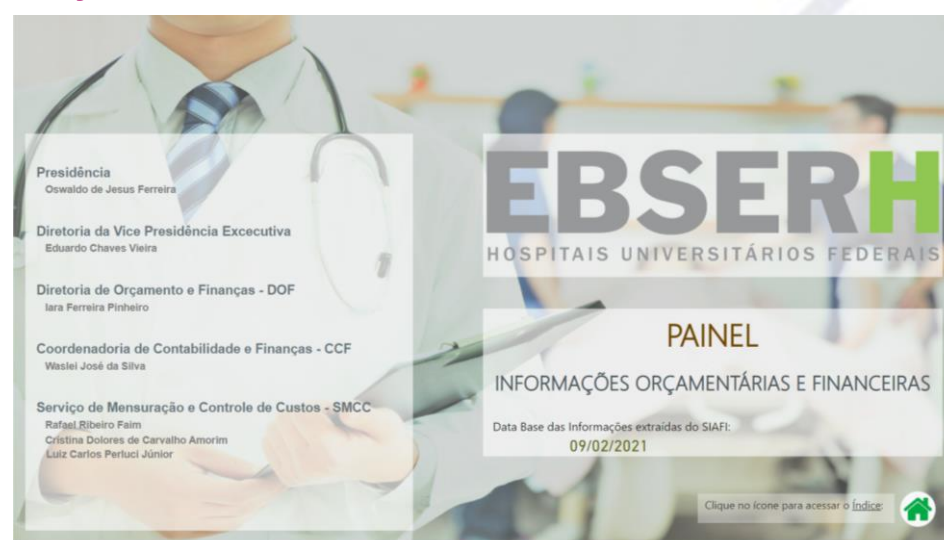 Presidência
Oswaldo de Jesus Ferreira
Diretoria da Vice Presidência Excecutiva
Eduardo Chaves Vieira
Diretoria de Orçamento e Finanças - DOF
Iara Ferreira Pinheiro
Coordenadoria de Contabilidade e Finanças - CCF
Waslei José da Silva
Serviço de Mensuração e Controle de Custos - SMCC
Rafael Ribeiro Faim
Cristina Dolores de Carvalho Amorim
Luiz Carlos Perluci Júnior
EBSERH
HOSPITAIS UNIVERSITÁRIOS FEDERAIS
PAINEL
INFORMAÇÕES ORÇAMENTÁRIAS E FINANCEIRAS
Data Base das Informações extraídas do SIAFI:
09/02/2021
Clique no ícone para acessar o Índice: